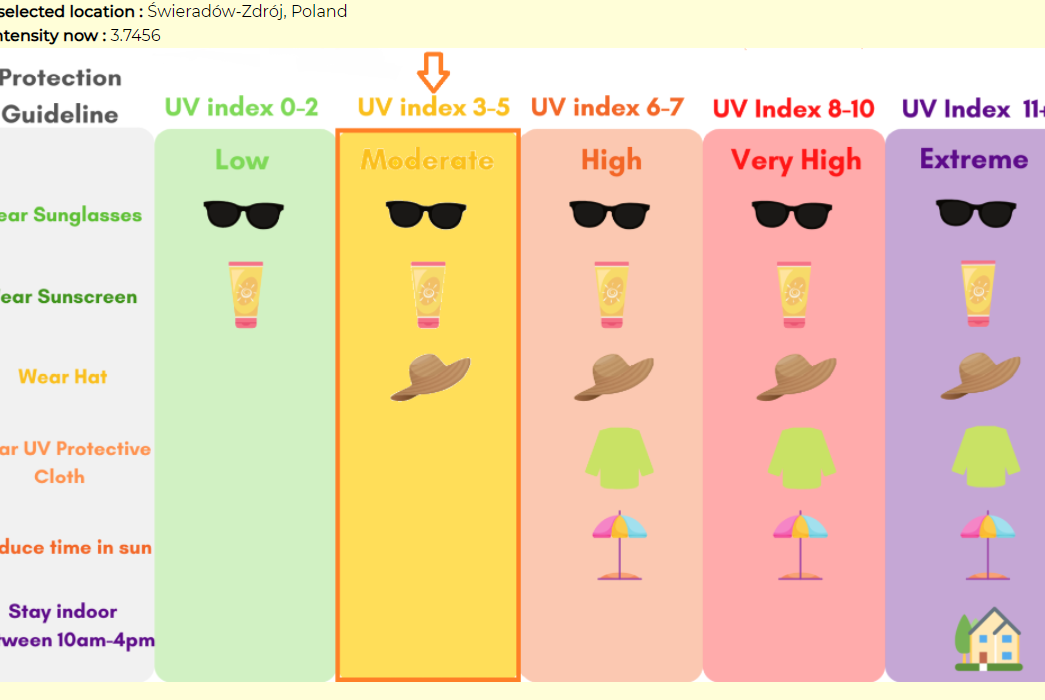 selected location : Świeradów-Zdrój, Poland
ntensity now : 3.7456
Protection
Guideline
UV index 0-2
UV index 3-5
UV index 6-7
UV Index 8-10
UV Index 11+
Low
Moderate
High
Very High
Extreme
ear Sunglasses
ear Sunscreen
Wear Hat
ar UV Protective
Cloth
duce time in sun
Stay indoor
tween 10am-4pm